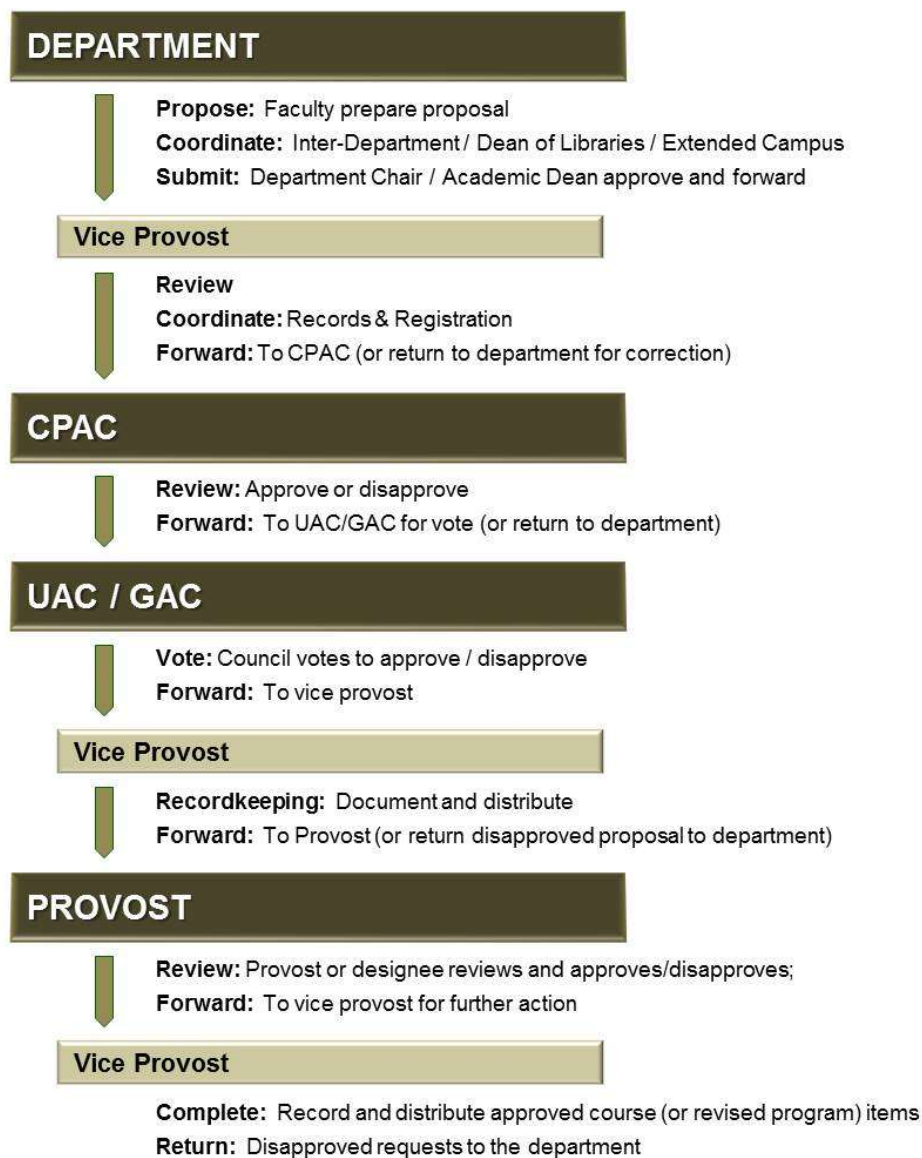 DEPARTMENT
Propose: Faculty prepare proposal
Coordinate: Inter-Department / Dean of Libraries / Extended Campus
Submit: Department Chair / Academic Dean approve and forward
Vice Provost
Review
Coordinate: Records & Registration
Forward: To CPAC (or return to department for correction)
CPAC
Review: Approve or disapprove
Forward: To UAC/GAC for vote (or return to department)
UAC / GAC
Vote: Council votes to approve / disapprove
Forward: To vice provost
Vice Provost
Recordkeeping: Document and distribute
Forward: To Provost (or return disapproved proposal to department)
PROVOST
Review: Provost or designee reviews and approves/disapproves;
Forward: To vice provost for further action
Vice Provost
Complete: Record and distribute approved course (or revised program) items
Return: Disapproved requests to the department